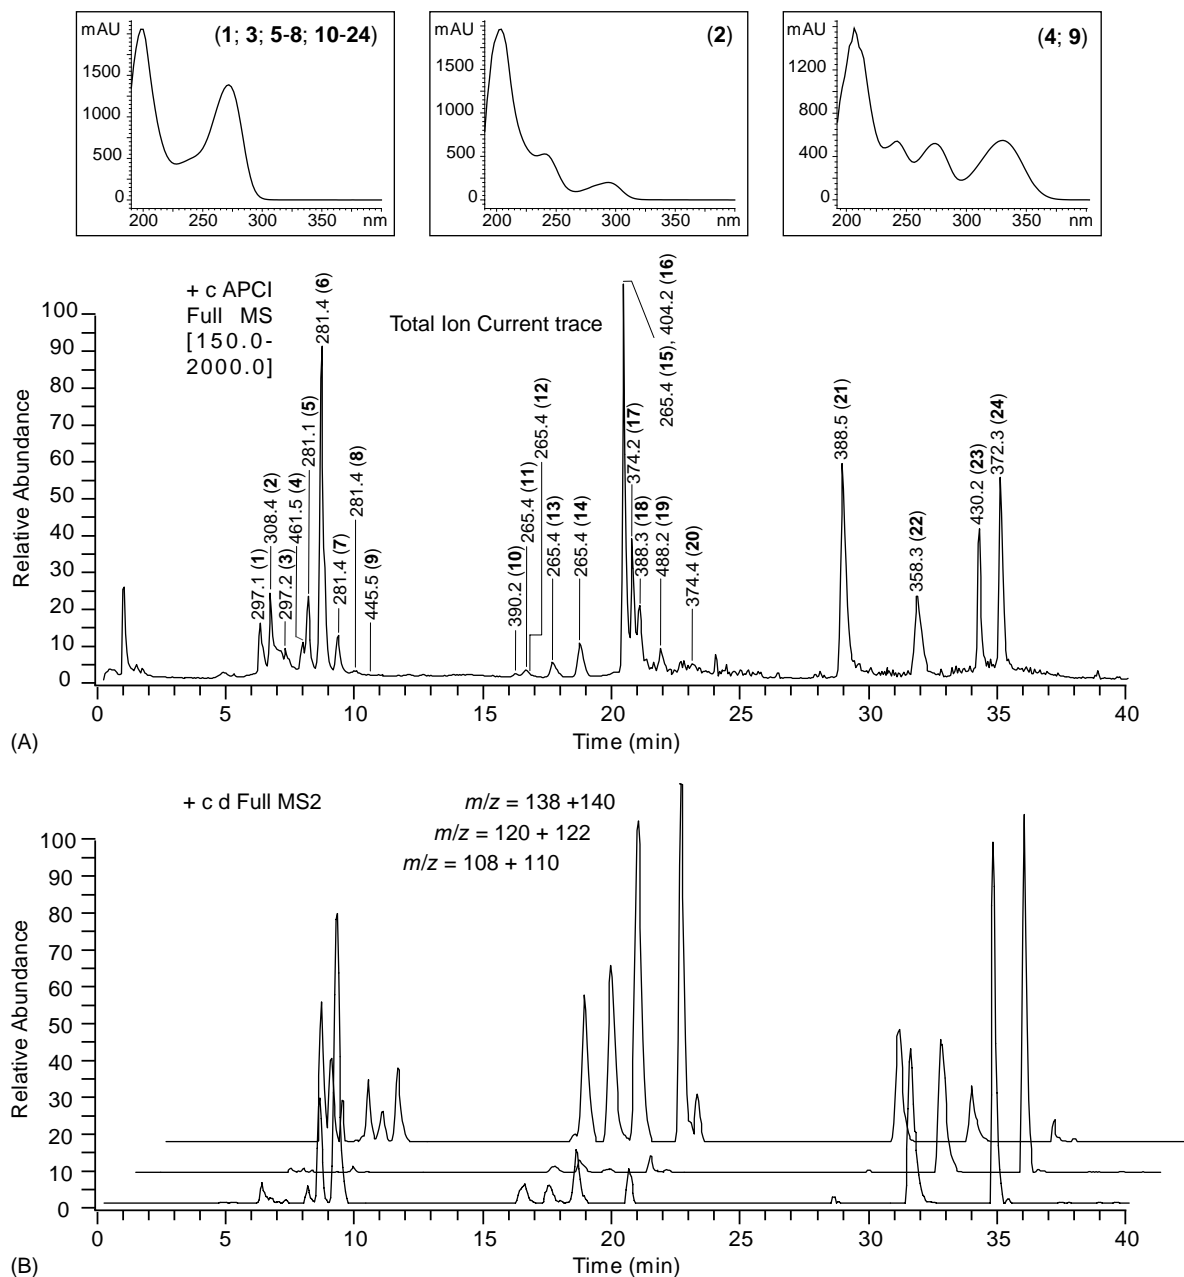 mAU
(1; 3; 5-8; 10-24)
1500
1000
500
0
200 250 300 350 nm
mAU
(2)
1500
1000
500
0
200 250 300 350 nm
mAU
(4; 9)
1200
800
400
0
200 250 300 350 nm
+ c APCI
Full MS
[150.0-
2000.0]
Total Ion Current trace
Relative Abundance
100
90
80
70
60
50
40
30
20
10
0
297.1 (1)
308.4 (2)
297.2 (3)
461.5 (4)
281.1 (5)
281.4 (6)
281.4 (7)
281.4 (8)
445.5 (9)
390.2 (10)
265.4 (11)
265.4 (12)
265.4 (13)
265.4 (14)
265.4 (15), 404.2 (16)
374.2 (17)
388.3 (18)
488.2 (19)
374.4 (20)
388.5 (21)
358.3 (22)
430.2 (23)
372.3 (24)
0 5 10 15 20 25 30 35 40
Time (min)
(A)
+ c d Full MS2
m/z = 138 +140
m/z = 120 + 122
m/z = 108 + 110
Relative Abundance
100
90
80
70
60
50
40
30
20
10
0
0 5 10 15 20 25 30 35 40
Time (min)
(B)